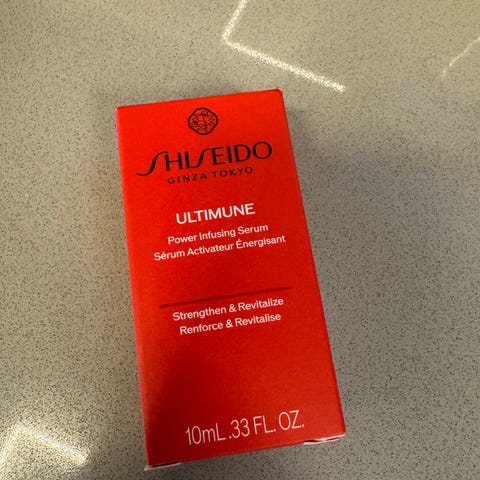 SHISEIDO
GINZA TOKYO
ULTIMUNE
Power Infusing Serum
Sérum Activateur Énergisant
Strengthen & Revitalize
Renforce & Revitalise
10mL .33 FL. OZ.